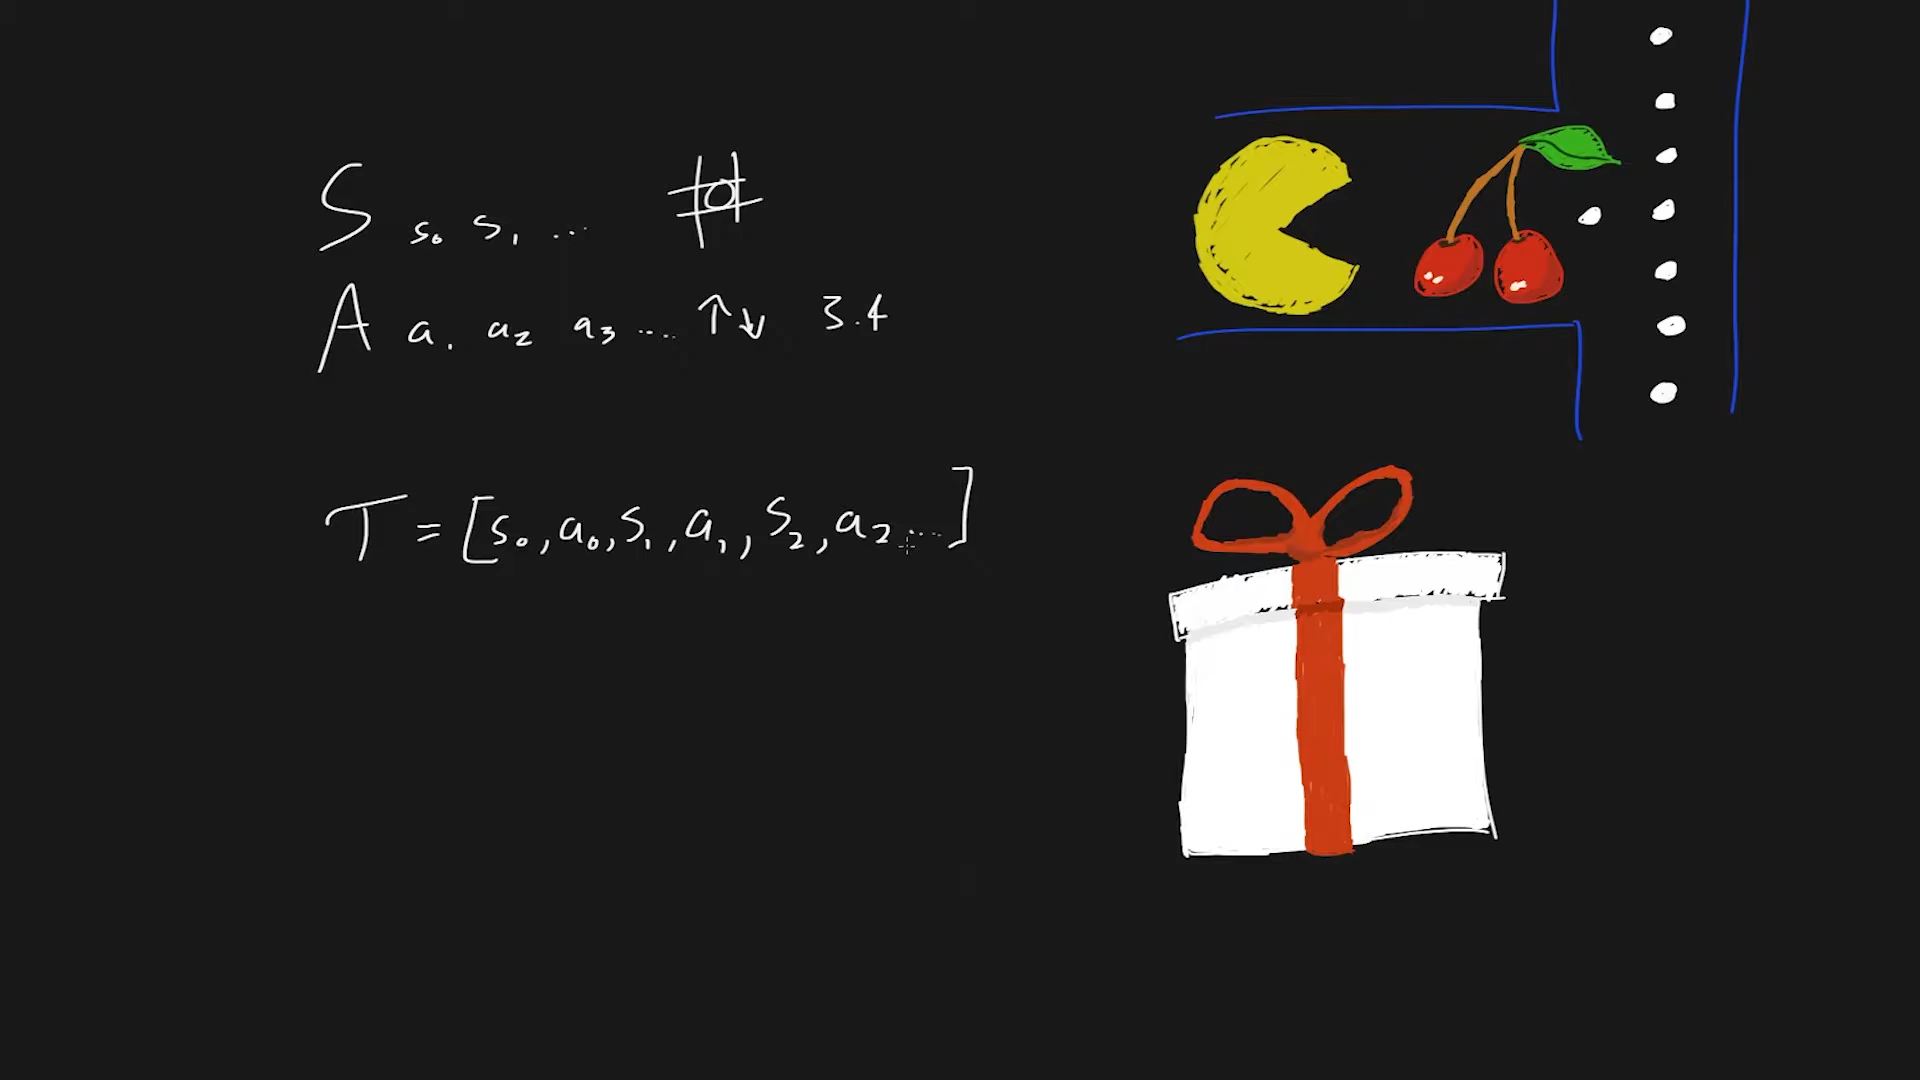 S s₀ s₁ ...
A a₁ a₂ a₃ .... ↑↓ 3.4
T = [s₀, a₀, s₁, a₁, s₂, a₂ ...]